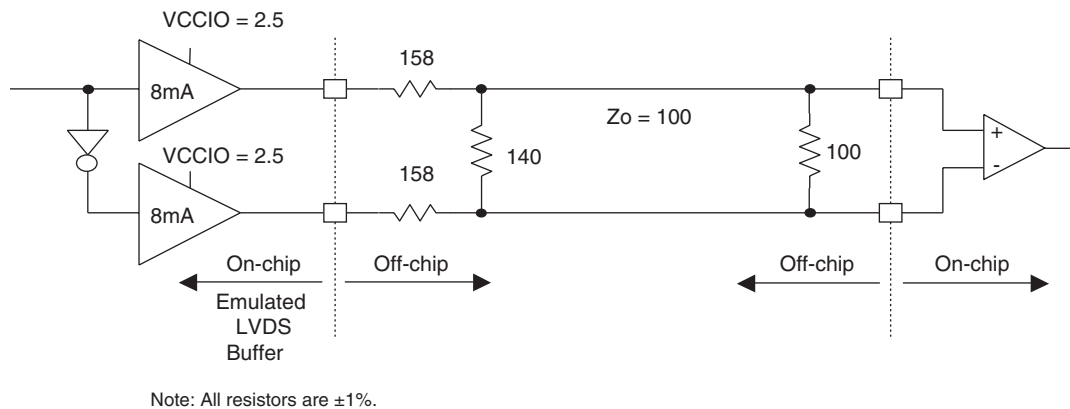 VCCIO = 2.5
158
8mA
Zo = 100
+
-
VCCIO = 2.5
158
140
100
8mA
On-chip
Off-chip
Off-chip
On-chip
Emulated
LVDS
Buffer
Note: All resistors are ±1%.